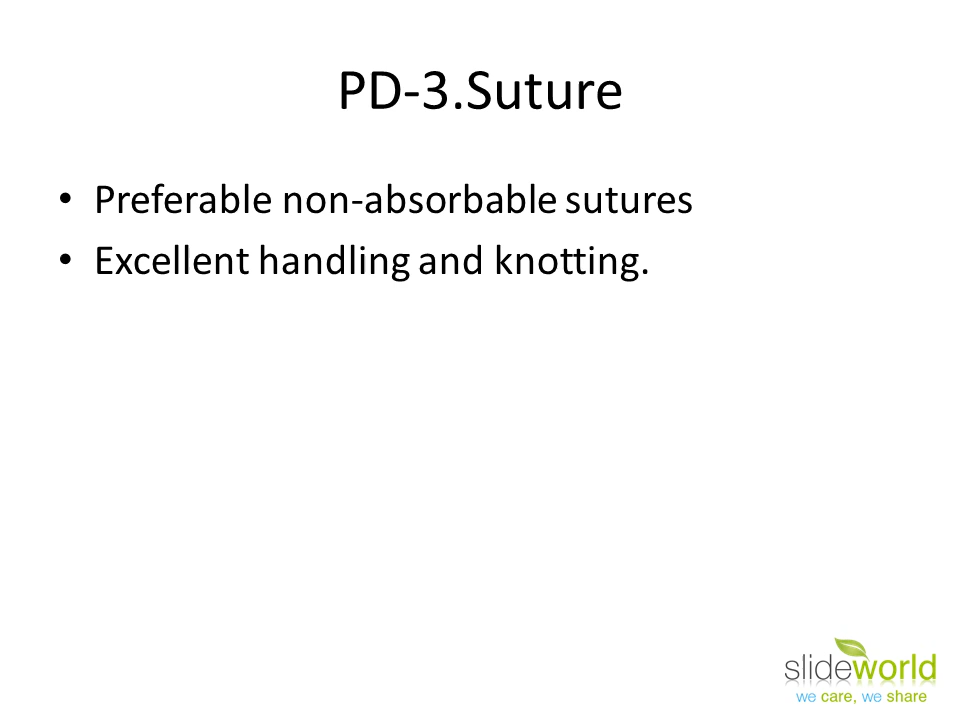 PD-3.Suture
• Preferable non-absorbable sutures
• Excellent handling and knotting.
slideworld
we care, we share